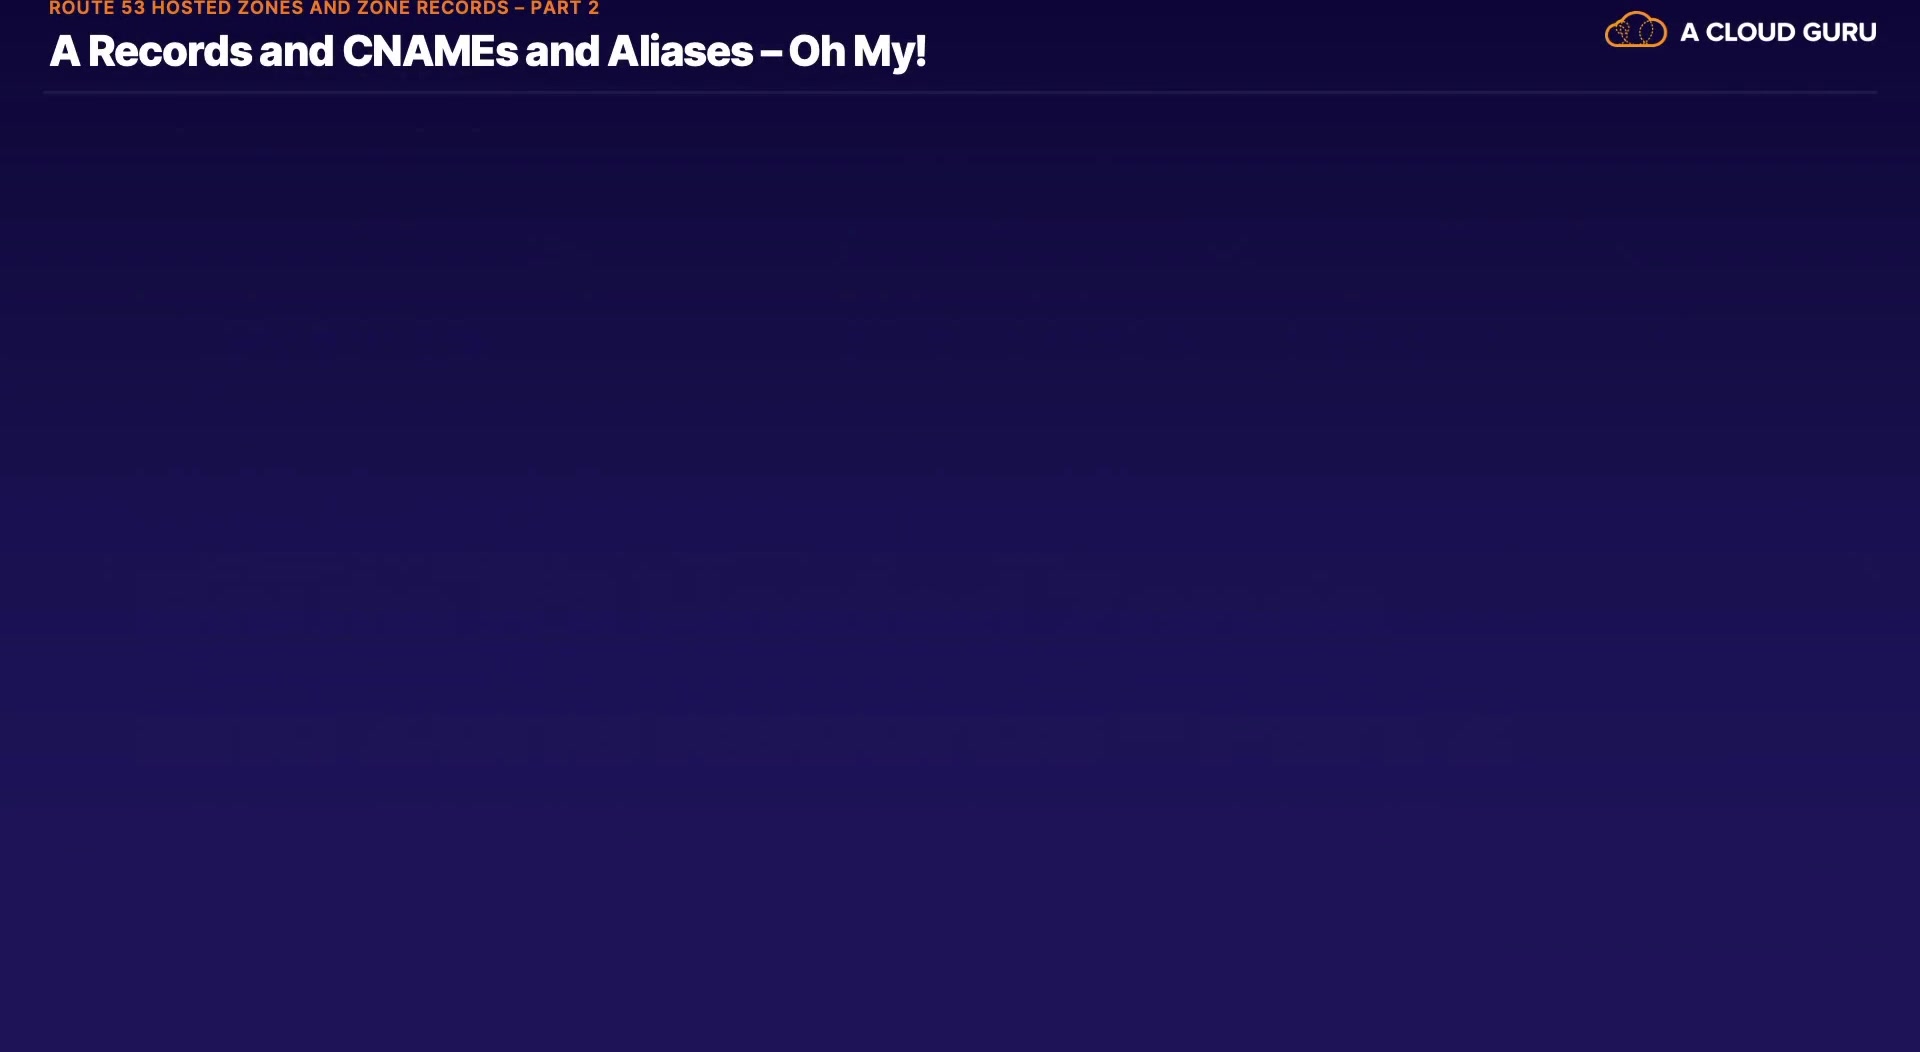 ROUTE 53 HOSTED ZONES AND ZONE RECORDS – PART 2
A Records and CNAMEs and Aliases – Oh My!
A CLOUD GURU